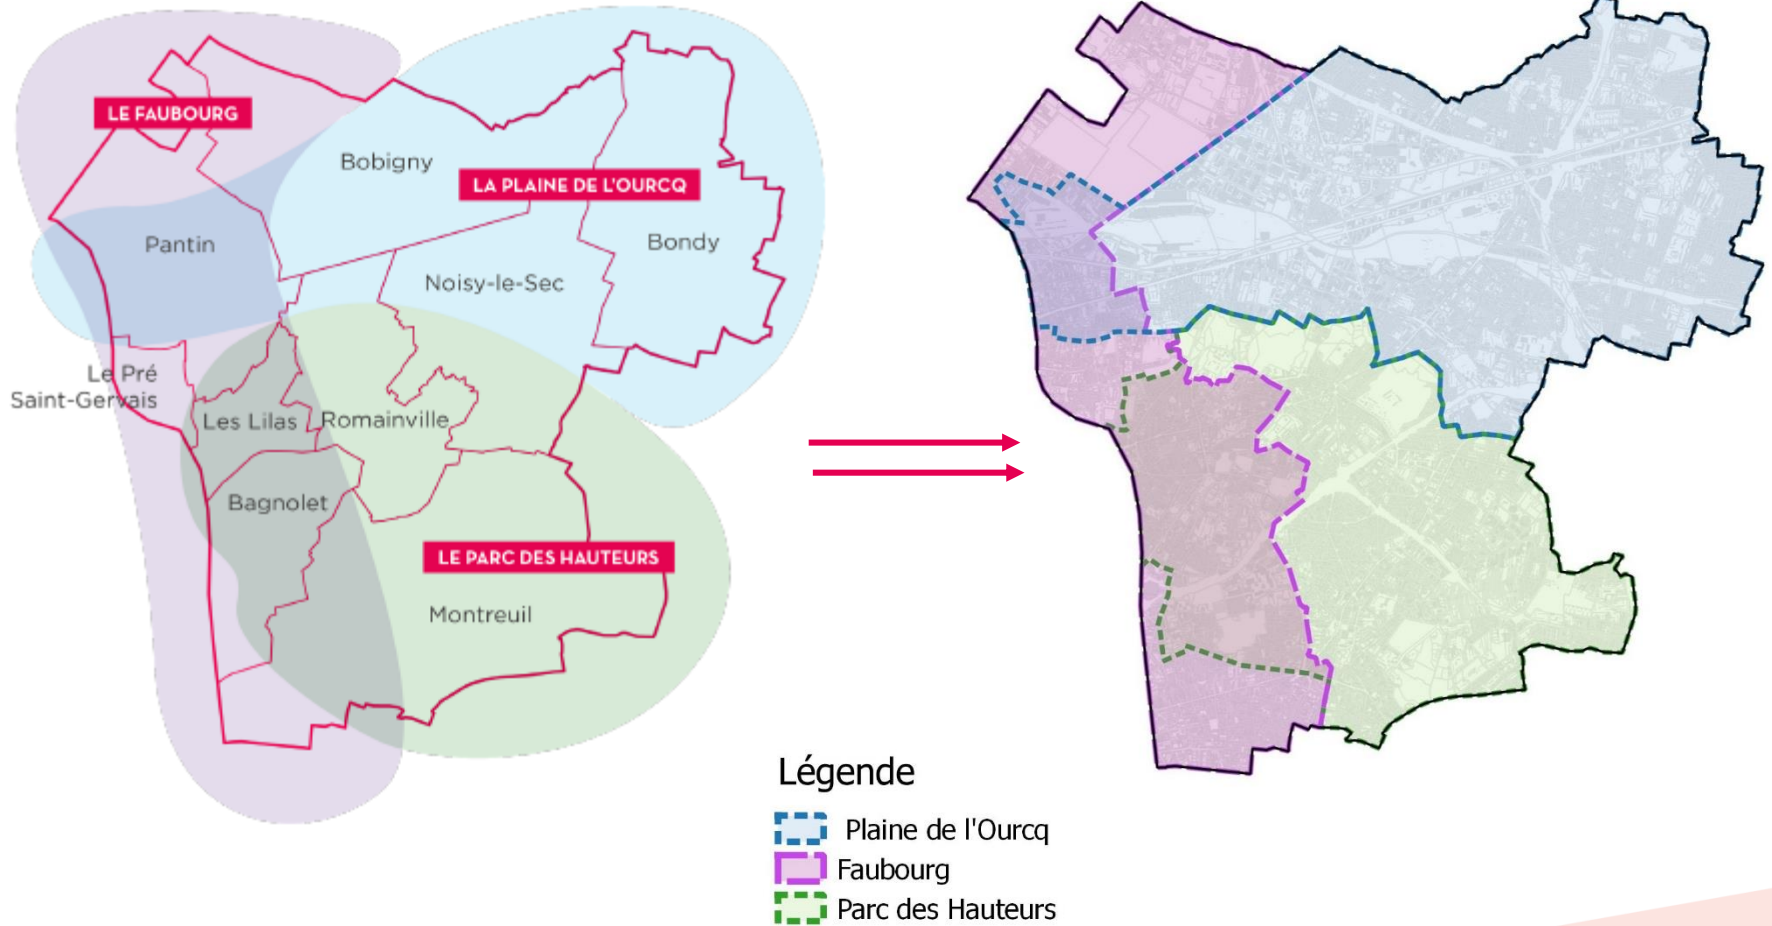 LE FAUBOURG
Bobigny
LA PLAINE DE L'OURCQ
Pantin
Bondy
Noisy-le-Sec
Le Pré
Saint-Gervais
Les Lilas
Romainville
Bagnolet
LE PARC DES HAUTEURS
Montreuil
Légende
Plaine de l'Ourcq
Faubourg
Parc des Hauteurs